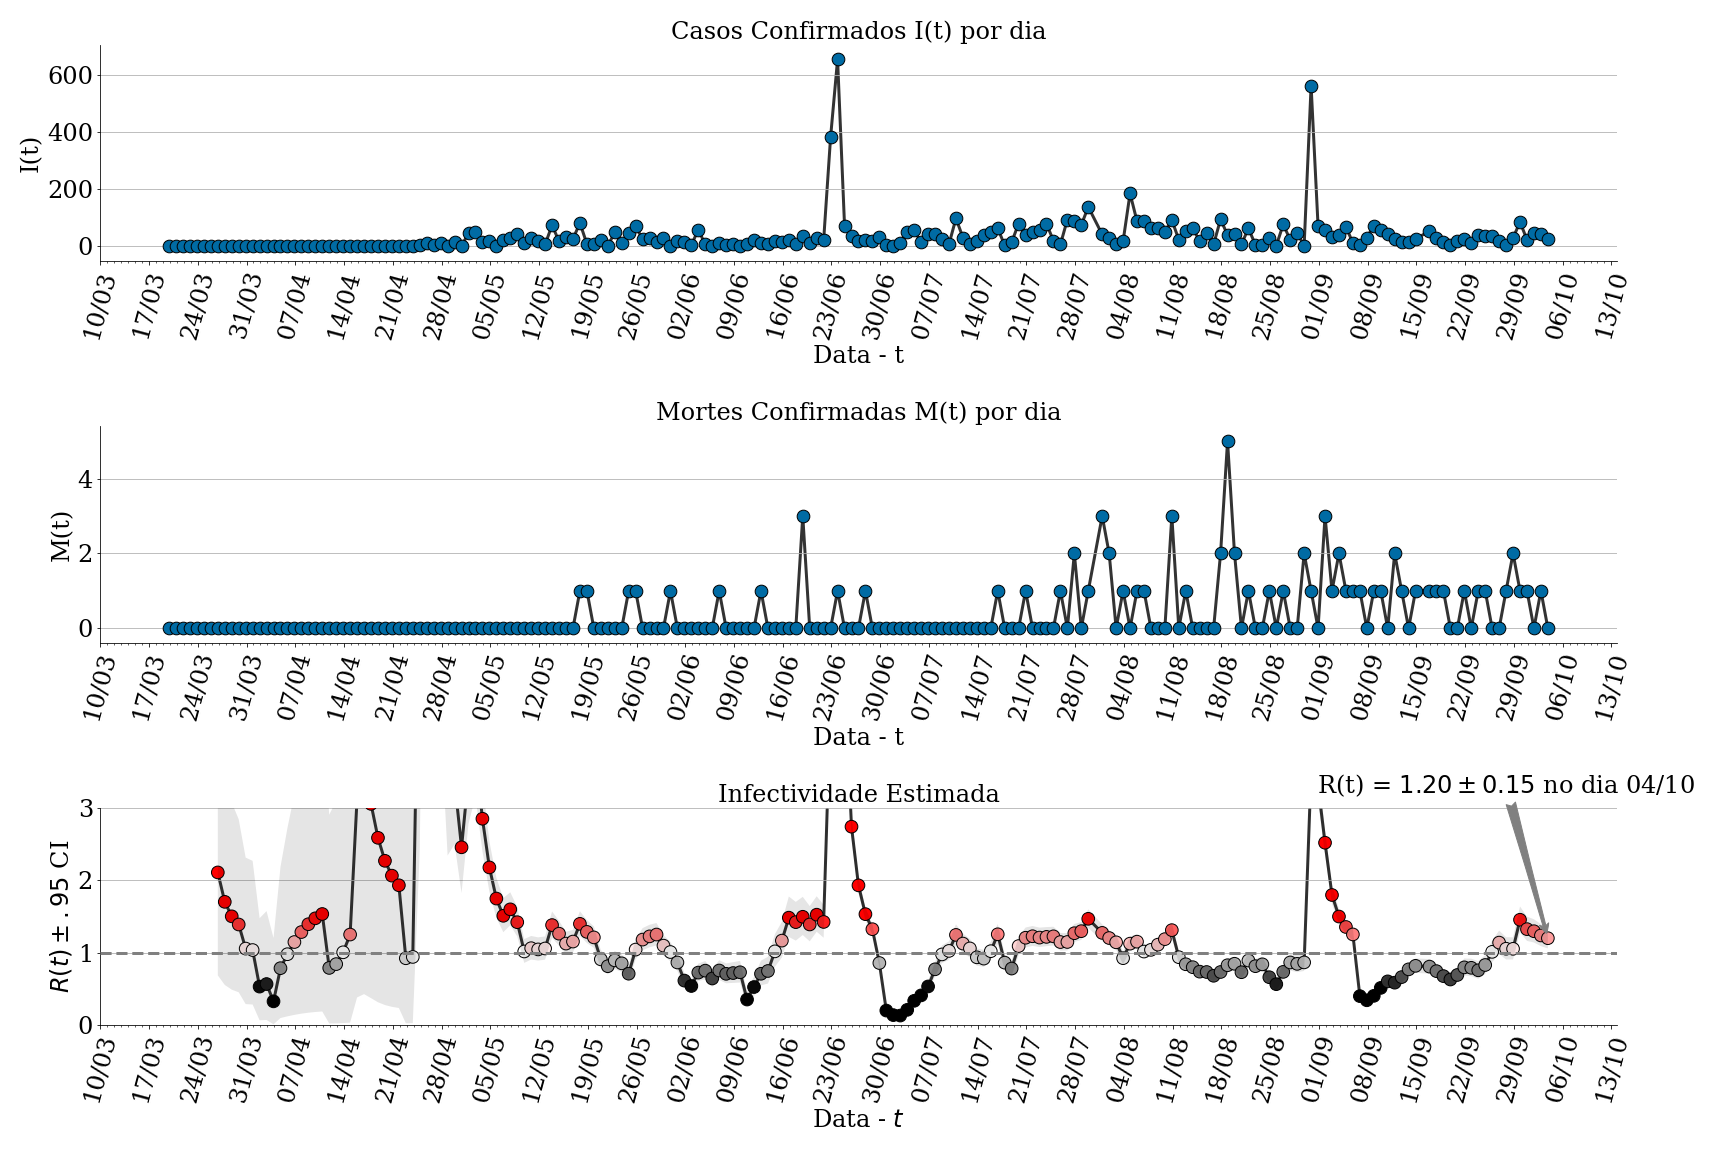 Casos Confirmados I(t) por dia
I(t)
600
400
200
0
10/03 17/03 24/03 31/03 07/04 14/04 21/04 28/04 05/05 12/05 19/05 26/05 02/06 09/06 16/06 23/06 30/06 07/07 14/07 21/07 28/07 04/08 11/08 18/08 25/08 01/09 08/09 15/09 22/09 29/09 06/10 13/10
Data - t
Mortes Confirmadas M(t) por dia
M(t)
4
2
0
10/03 17/03 24/03 31/03 07/04 14/04 21/04 28/04 05/05 12/05 19/05 26/05 02/06 09/06 16/06 23/06 30/06 07/07 14/07 21/07 28/07 04/08 11/08 18/08 25/08 01/09 08/09 15/09 22/09 29/09 06/10 13/10
Data - t
R(t) = 1.20 ± 0.15 no dia 04/10
Infectividade Estimada
R(t) ± .95 CI
3
2
1
0
10/03 17/03 24/03 31/03 07/04 14/04 21/04 28/04 05/05 12/05 19/05 26/05 02/06 09/06 16/06 23/06 30/06 07/07 14/07 21/07 28/07 04/08 11/08 18/08 25/08 01/09 08/09 15/09 22/09 29/09 06/10 13/10
Data - t